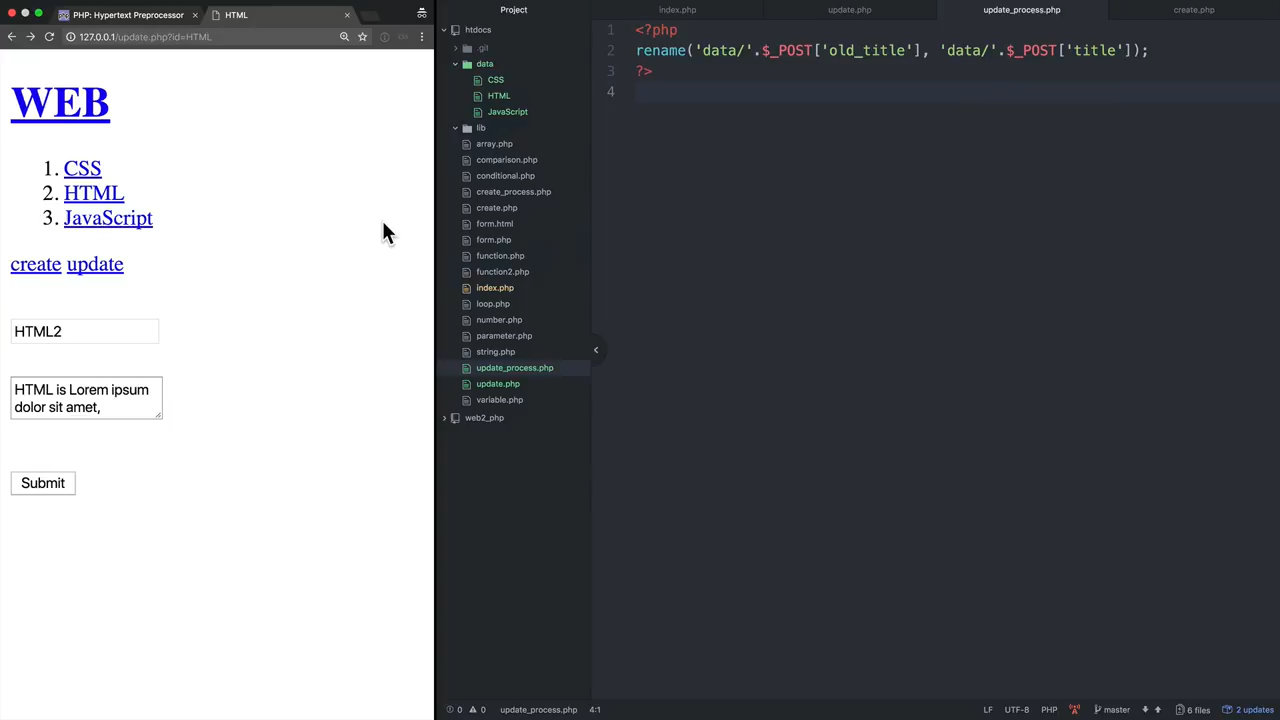 PHP: Hypertext Preprocessor
HTML
127.0.0.1/update.php?id=HTML
WEB
1. CSS
2. HTML
3. JavaScript
create update
HTML2
HTML is Lorem ipsum
dolor sit amet,
Submit
Project
htdocs
.git
data
CSS
HTML
JavaScript
lib
array.php
comparison.php
conditional.php
create_process.php
create.php
form.html
form.php
function.php
function2.php
index.php
loop.php
number.php
parameter.php
string.php
update_process.php
update.php
variable.php
web2_php
index.php
update.php
update_process.php
create.php
1 <?php
2 rename('data/'.$_POST['old_title'], 'data/'.$_POST['title']);
3 ?>
4
0 0 update_process.php 4:1
LF UTF-8 PHP master 6 files 2 updates